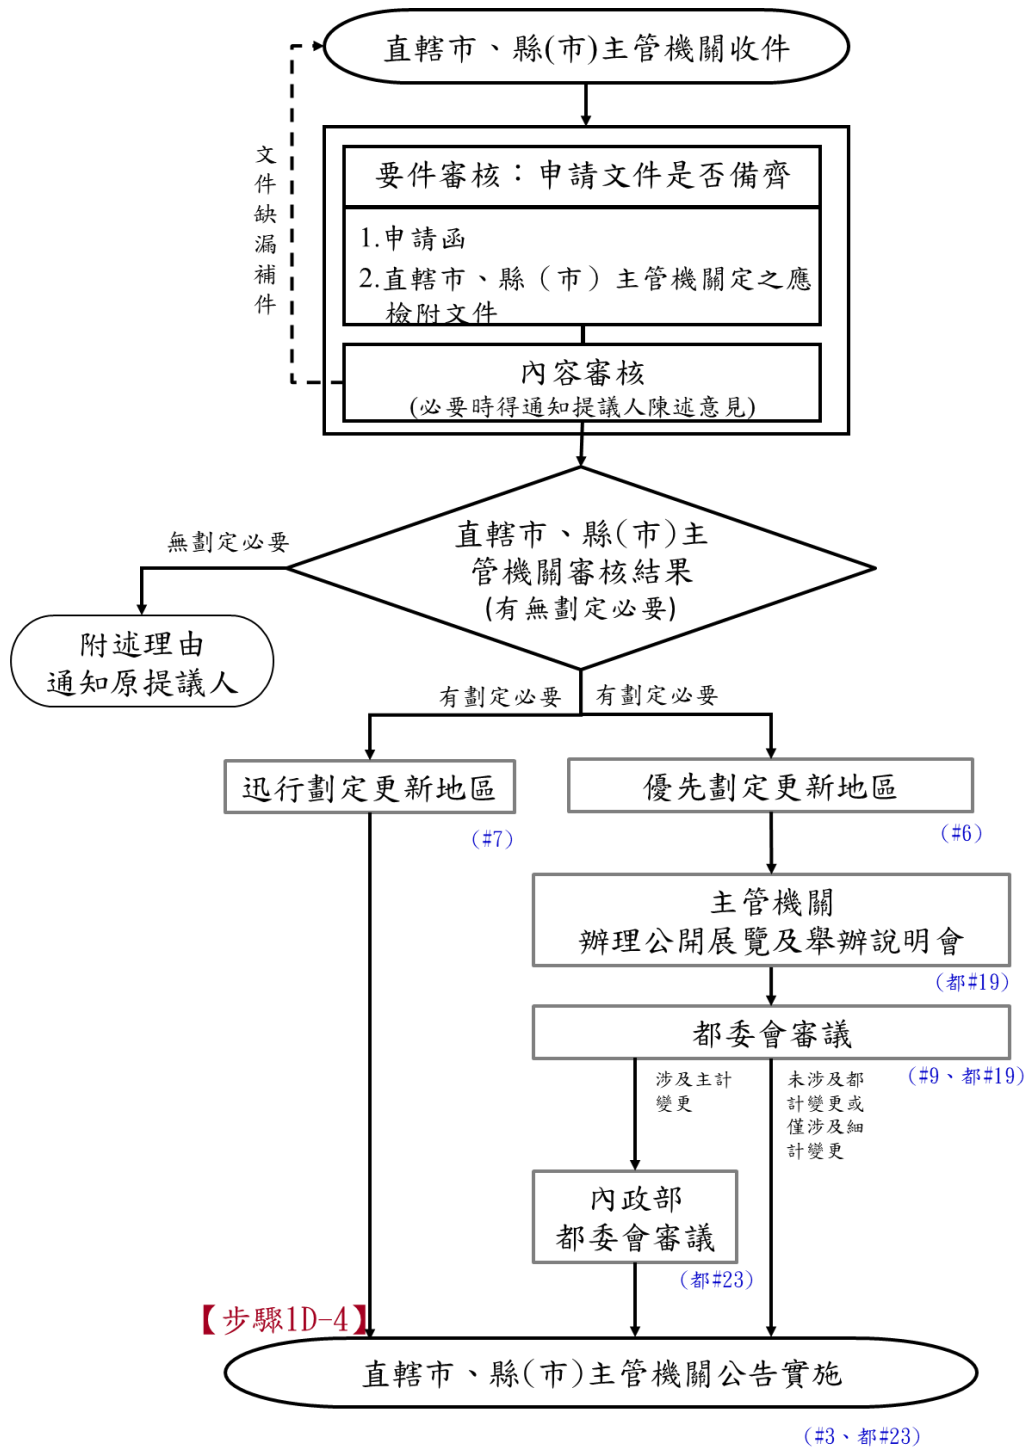 直轄市、縣(市)主管機關收件
文件缺漏補件
要件審核：申請文件是否備齊
1.申請函
2.直轄市、縣（市）主管機關定之應
檢附文件
內容審核
(必要時得通知提議人陳述意見)
直轄市、縣(市)主
管機關審核結果
(有無劃定必要)
無劃定必要
附述理由
通知原提議人
有劃定必要
有劃定必要
迅行劃定更新地區
（#7）
優先劃定更新地區
（#6）
主管機關
辦理公開展覽及舉辦說明會
（都#19）
都委會審議
（#9、都#19）
涉及主計
變更
未涉及都
計變更或
僅涉及細
計變更
內政部
都委會審議
（都#23）
【步驟1D-4】
直轄市、縣(市)主管機關公告實施
（#3、都#23）